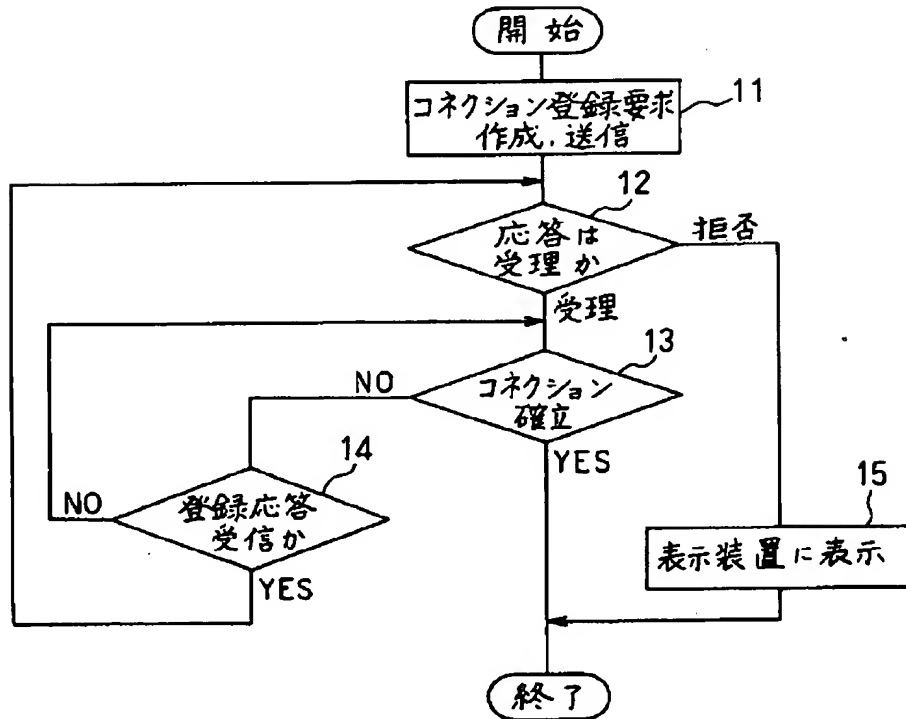 開始
コネクション登録要求
作成,送信
11
12
応答は
受理か
拒否
受理
13
コネクション
確立
NO
YES
14
登録応答
受信か
NO
YES
15
表示装置に表示
終了